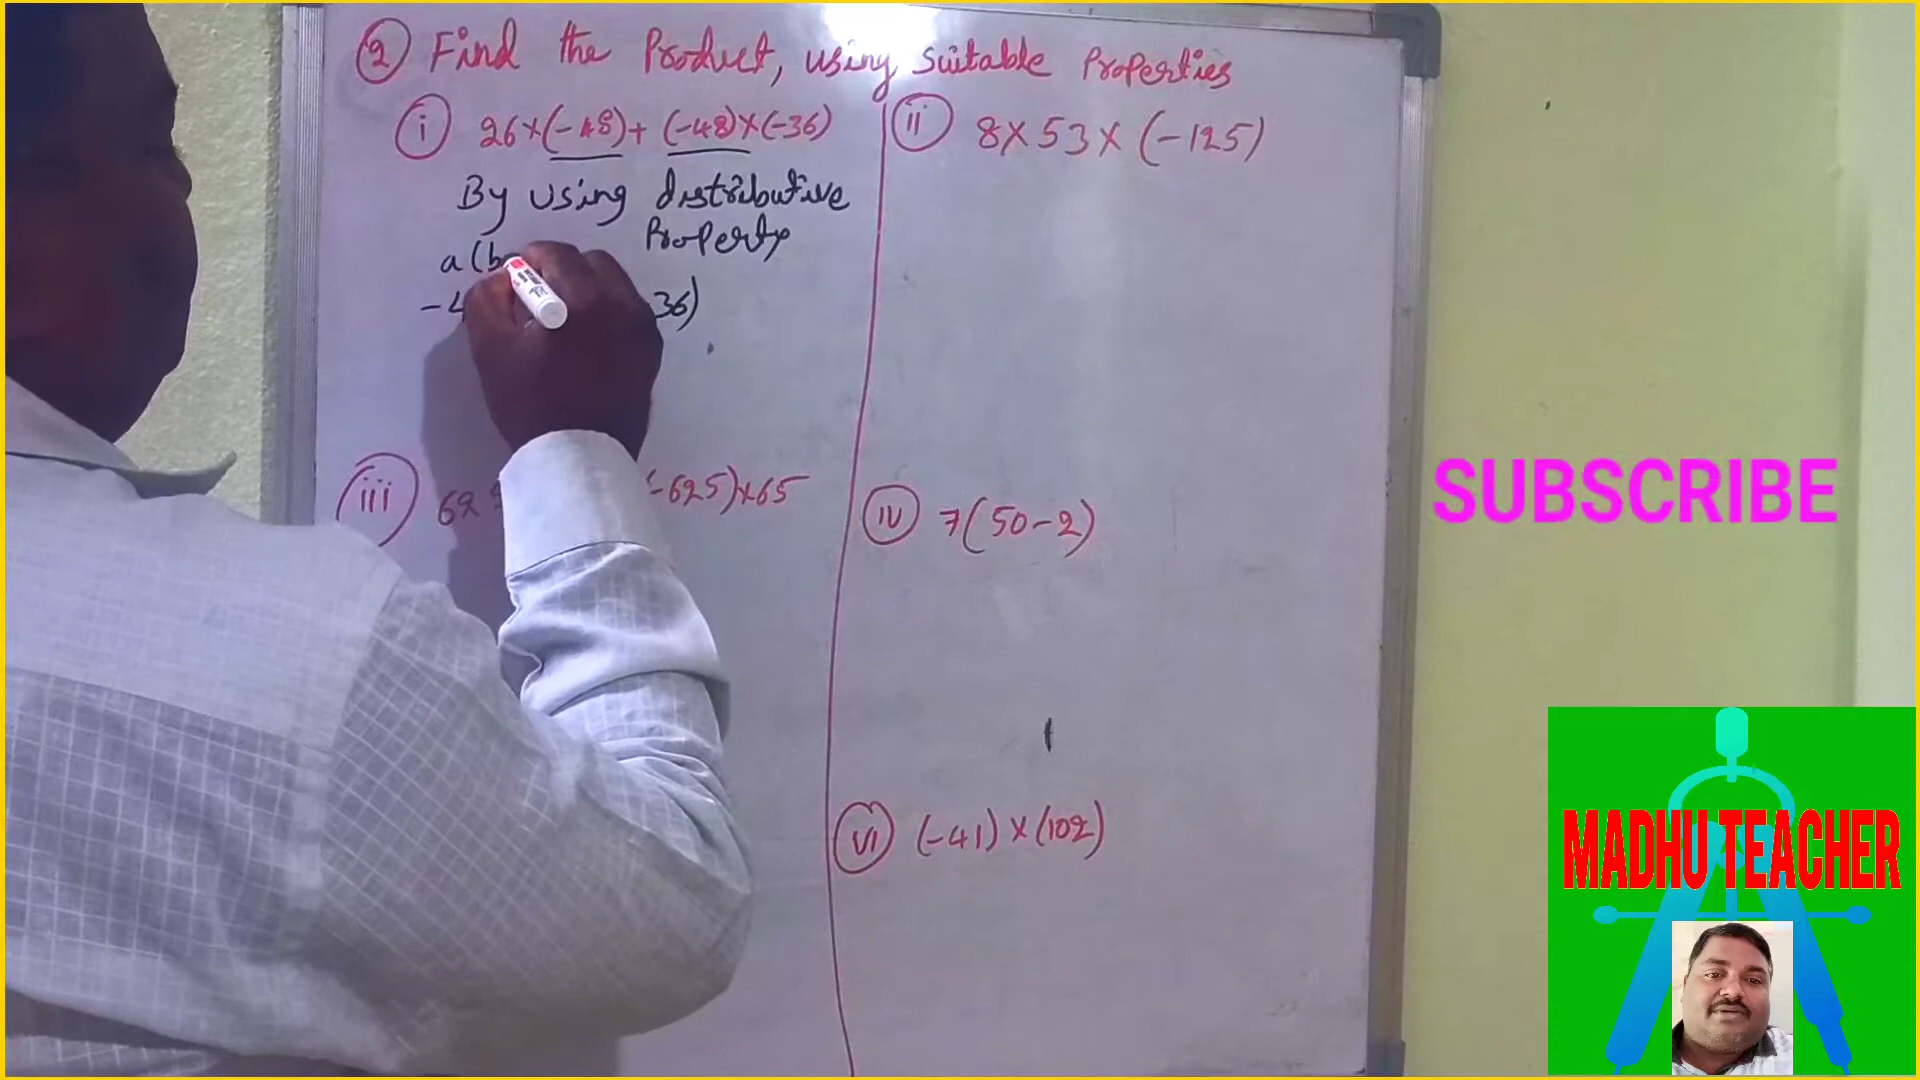 ② Find the Product, using suitable Properties
i 26×(-48)+(-48)×(-36)
By using distributive
Property
a(b
-4 36)
iii 62 -625)×65
ii 8×53×(-125)
iv 7(50-2)
vi (-41)×(102)
SUBSCRIBE
MADHU TEACHER